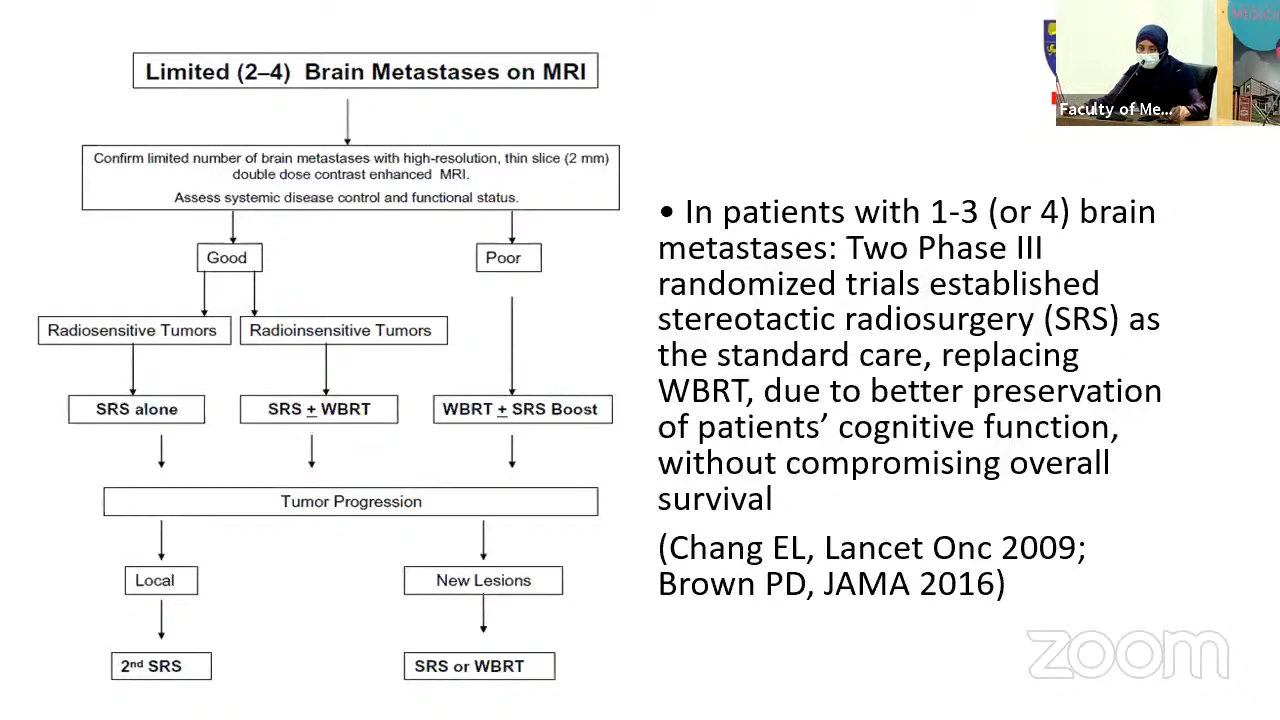 Limited (2–4) Brain Metastases on MRI
Confirm limited number of brain metastases with high-resolution, thin slice (2 mm)
double dose contrast enhanced MRI.
Assess systemic disease control and functional status.
Good
Poor
Radiosensitive Tumors
Radioinsensitive Tumors
SRS alone
SRS ± WBRT
WBRT ± SRS Boost
Tumor Progression
Local
New Lesions
2nd SRS
SRS or WBRT
• In patients with 1-3 (or 4) brain
metastases: Two Phase III
randomized trials established
stereotactic radiosurgery (SRS) as
the standard care, replacing
WBRT, due to better preservation
of patients’ cognitive function,
without compromising overall
survival
(Chang EL, Lancet Onc 2009;
Brown PD, JAMA 2016)
Faculty of Me...
zoom